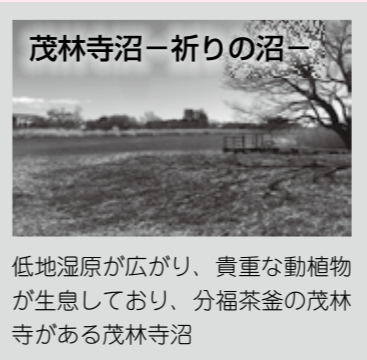 茂林寺沼－祈りの沼－
低地湿原が広がり、貴重な動植物
が生息しており、分福茶釜の茂林
寺がある茂林寺沼